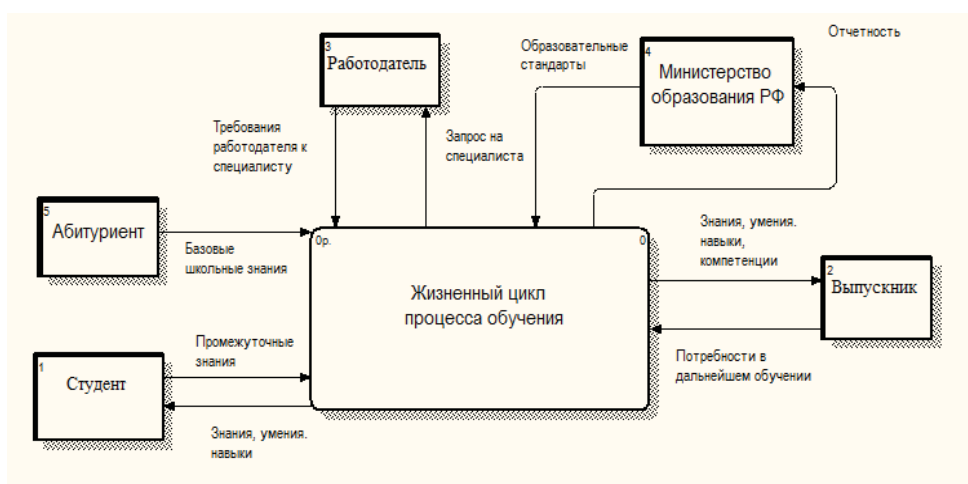 Отчетность
3
Работодатель
Образовательные
стандарты
4
Министерство
образования РФ
Требования
работодателя к
специалисту
Запрос на
специалиста
5
Абитуриент
Базовые
школьные знания
0р.
0
Жизненный цикл
процесса обучения
Знания, умения.
навыки,
компетенции
2
Выпускник
Потребности в
дальнейшем обучении
Промежуточные
знания
1
Студент
Знания, умения.
навыки